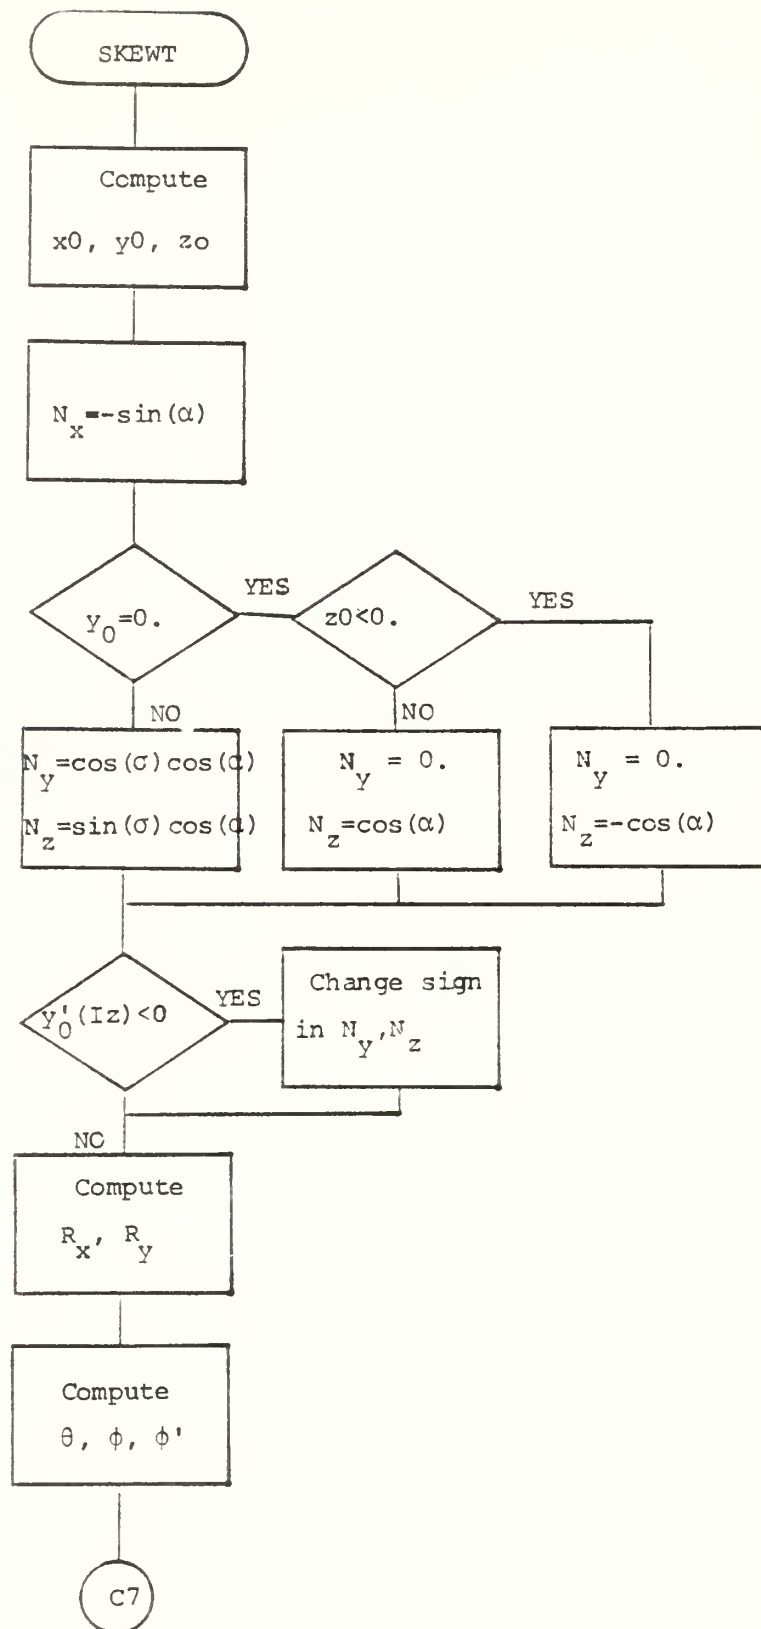 SKEWT
Compute
x0, y0, zo
N_x=-sin(α)
YES
YES
y_0=0.
z0<0.
NO
NO
N_y=cos(σ)cos(α)
N_z=sin(σ)cos(α)
N_y = 0.
N_z=cos(α)
N_y = 0.
N_z=-cos(α)
y_0'(Iz)<0
YES
Change sign
in N_y,N_z
NO
Compute
R_x, R_y
Compute
θ, φ, φ'
C7